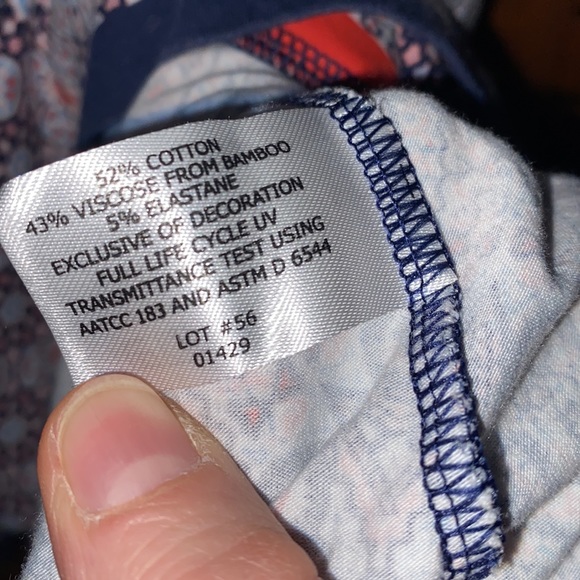 52% COTTON
43% VISCOSE FROM BAMBOO
5% ELASTANE
EXCLUSIVE OF DECORATION
FULL LIFE CYCLE UV
TRANSMITTANCE TEST USING
AATCC 183 AND ASTM D 6544
LOT #56
01429